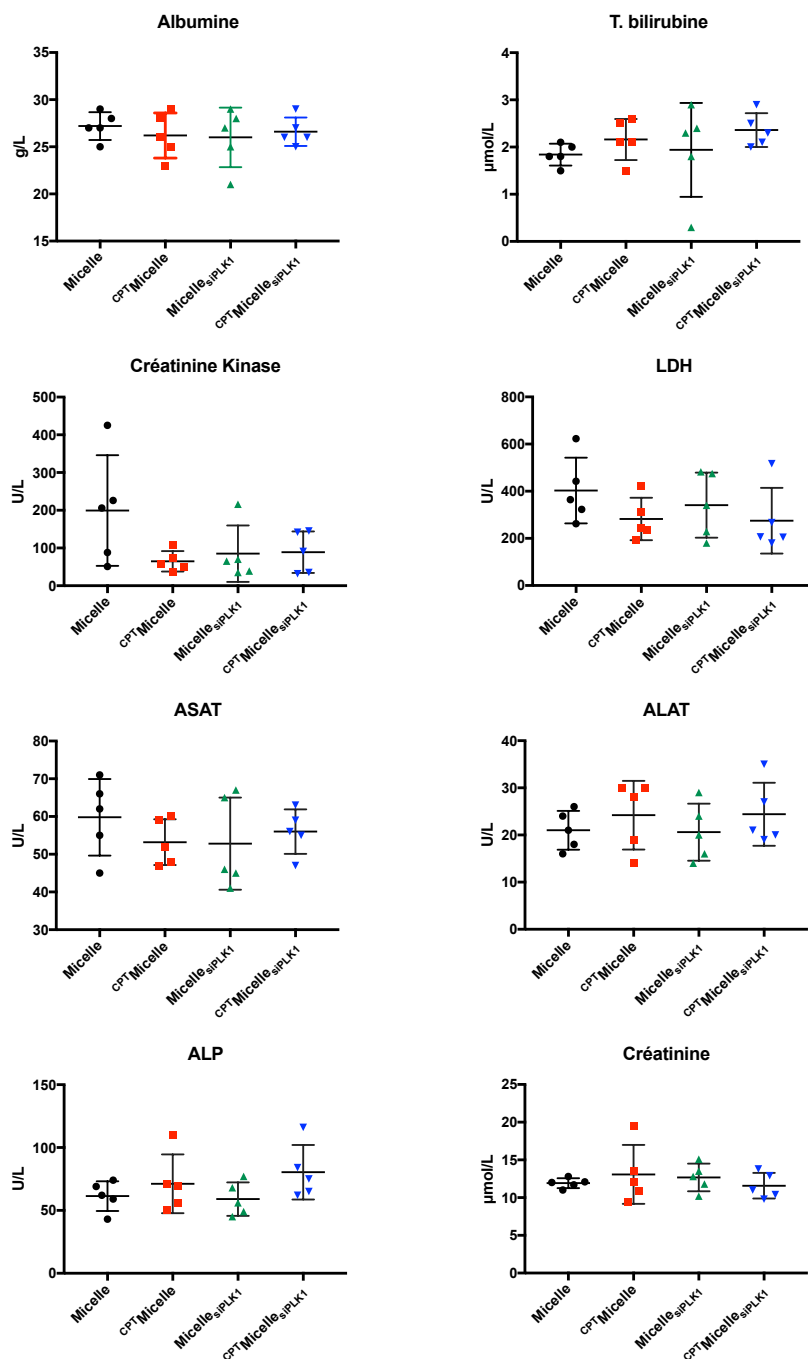 Albumine
35
30
25
20
15
g/L
Micelle
CPTMicelle
MicellesiPLK1
CPTMicellesiPLK1
T. bilirubine
4
3
2
1
0
µmol/L
Micelle
CPTMicelle
MicellesiPLK1
CPTMicellesiPLK1
Créatinine Kinase
500
400
300
200
100
0
U/L
Micelle
CPTMicelle
MicellesiPLK1
CPTMicellesiPLK1
LDH
800
600
400
200
0
U/L
Micelle
CPTMicelle
MicellesiPLK1
CPTMicellesiPLK1
ASAT
80
70
60
50
40
30
U/L
Micelle
CPTMicelle
MicellesiPLK1
CPTMicellesiPLK1
ALAT
40
30
20
10
0
U/L
Micelle
CPTMicelle
MicellesiPLK1
CPTMicellesiPLK1
ALP
150
100
50
0
U/L
Micelle
CPTMicelle
MicellesiPLK1
CPTMicellesiPLK1
Créatinine
25
20
15
10
5
0
µmol/L
Micelle
CPTMicelle
MicellesiPLK1
CPTMicellesiPLK1